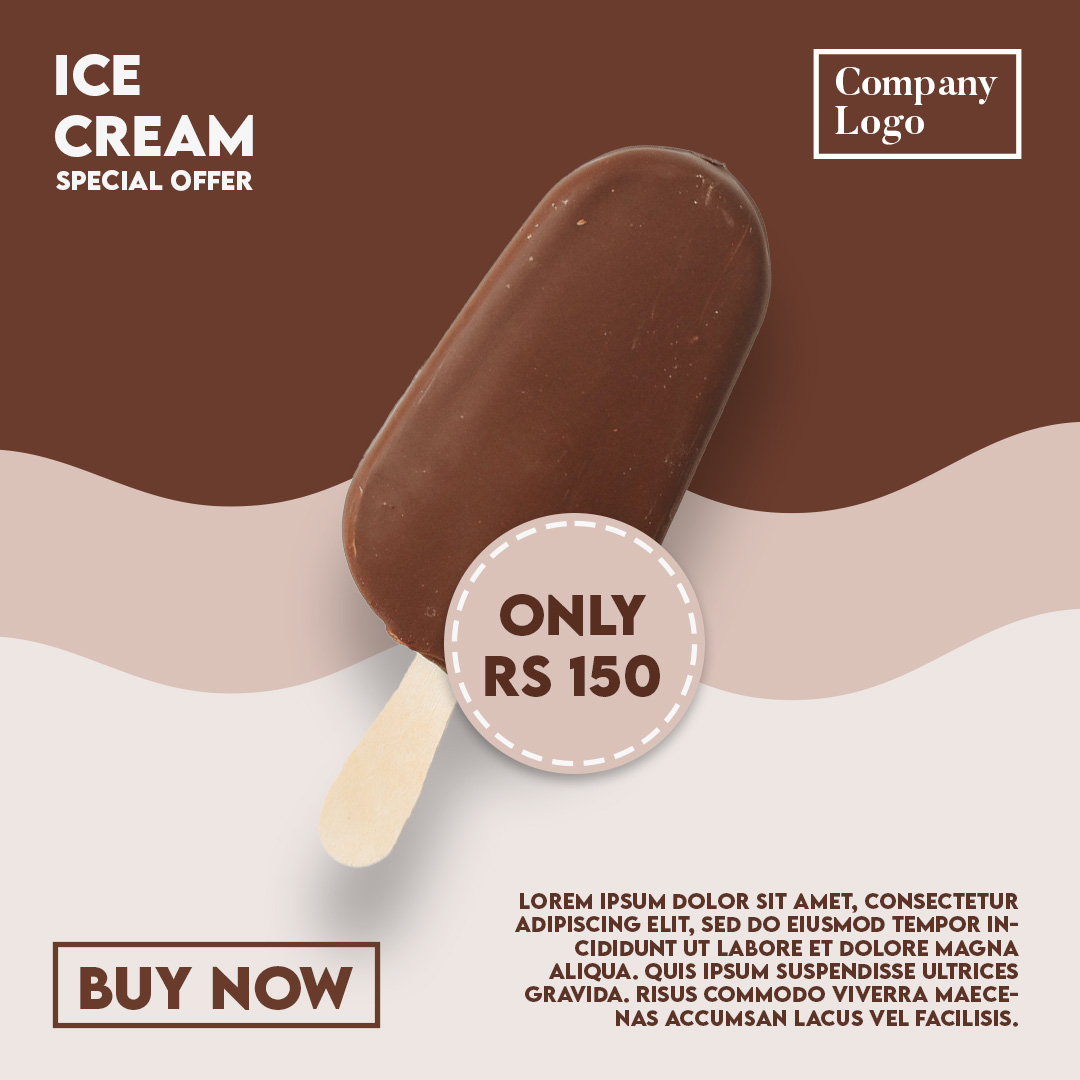 ICE
CREAM
SPECIAL OFFER
Company
Logo
ONLY
RS 150
BUY NOW
LOREM IPSUM DOLOR SIT AMET, CONSECTETUR
ADIPISCING ELIT, SED DO EIUSMOD TEMPOR IN-
CIDIDUNT UT LABORE ET DOLORE MAGNA
ALIQUA. QUIS IPSUM SUSPENDISSE ULTRICES
GRAVIDA. RISUS COMMODO VIVERRA MAECE-
NAS ACCUMSAN LACUS VEL FACILISIS.